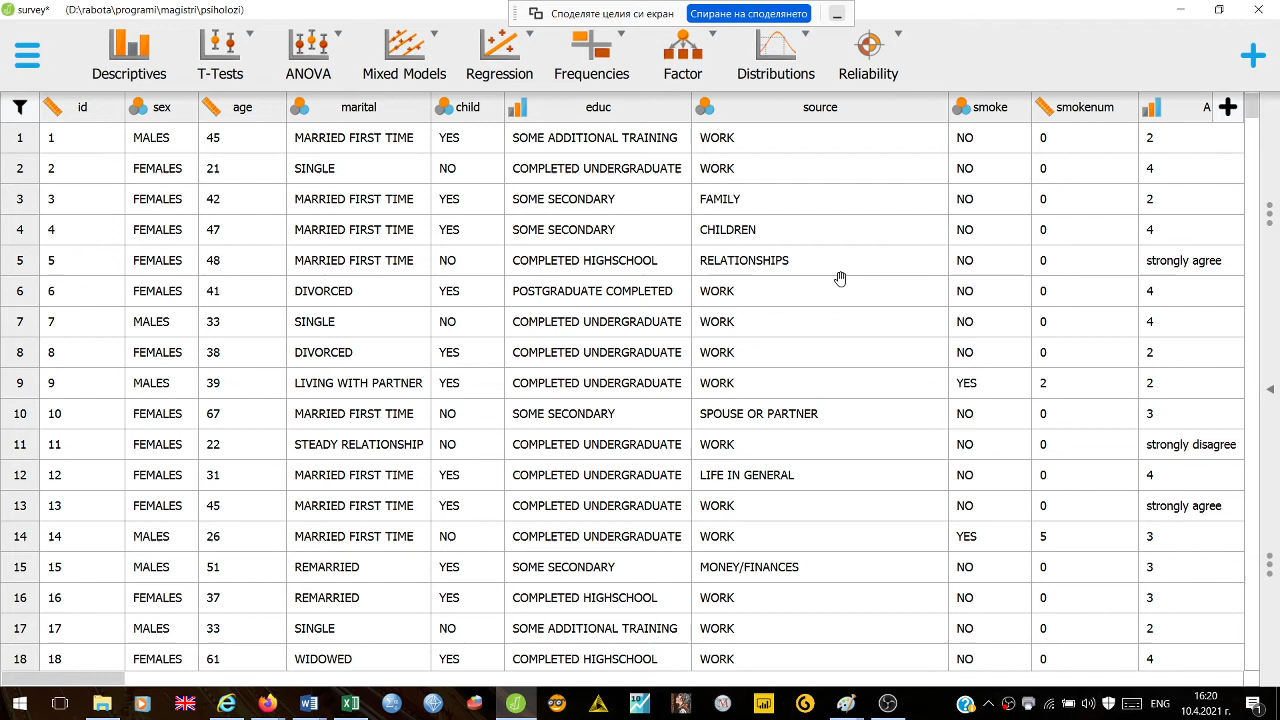 survey* (D:\rabota\programi\magistri\psiholozi)
Споделяте целия си екран Спиране на споделянето
Descriptives T-Tests ANOVA Mixed Models Regression Frequencies Factor Distributions Reliability
id sex age marital child educ source smoke smokenum A
1 1 MALES 45 MARRIED FIRST TIME YES SOME ADDITIONAL TRAINING WORK NO 0 2
2 2 FEMALES 21 SINGLE NO COMPLETED UNDERGRADUATE WORK NO 0 4
3 3 FEMALES 42 MARRIED FIRST TIME YES SOME SECONDARY FAMILY NO 0 2
4 4 FEMALES 47 MARRIED FIRST TIME YES SOME SECONDARY CHILDREN NO 0 4
5 5 FEMALES 48 MARRIED FIRST TIME NO COMPLETED HIGHSCHOOL RELATIONSHIPS NO 0 strongly agree
6 6 FEMALES 41 DIVORCED YES POSTGRADUATE COMPLETED WORK NO 0 4
7 7 MALES 33 SINGLE NO COMPLETED UNDERGRADUATE WORK NO 0 4
8 8 FEMALES 38 DIVORCED YES COMPLETED UNDERGRADUATE WORK NO 0 2
9 9 MALES 39 LIVING WITH PARTNER YES COMPLETED UNDERGRADUATE WORK YES 2 2
10 10 FEMALES 67 MARRIED FIRST TIME NO SOME SECONDARY SPOUSE OR PARTNER NO 0 3
11 11 FEMALES 22 STEADY RELATIONSHIP NO COMPLETED UNDERGRADUATE WORK NO 0 strongly disagree
12 12 FEMALES 31 MARRIED FIRST TIME YES COMPLETED UNDERGRADUATE LIFE IN GENERAL NO 0 4
13 13 FEMALES 45 MARRIED FIRST TIME YES COMPLETED UNDERGRADUATE WORK NO 0 strongly agree
14 14 MALES 26 MARRIED FIRST TIME NO COMPLETED UNDERGRADUATE WORK YES 5 3
15 15 MALES 51 REMARRIED YES SOME SECONDARY MONEY/FINANCES NO 0 3
16 16 FEMALES 37 REMARRIED YES COMPLETED HIGHSCHOOL WORK NO 0 3
17 17 MALES 33 SINGLE NO SOME ADDITIONAL TRAINING WORK NO 0 2
18 18 FEMALES 61 WIDOWED YES COMPLETED HIGHSCHOOL WORK NO 0 4
ENG 16:20
10.4.2021 г.